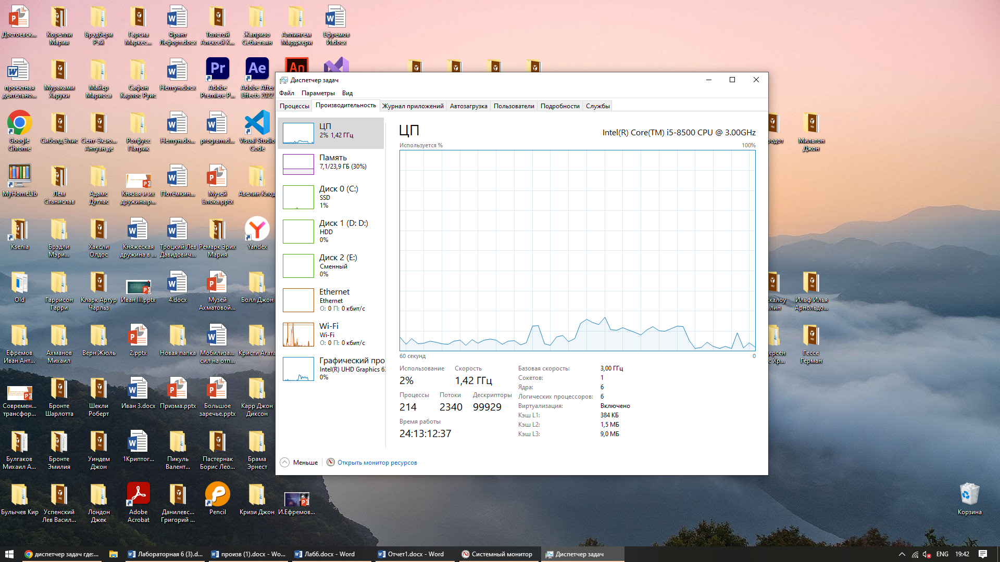 Достоевск...
Корелли
Мария
Брэдбери
Рэй
Гарсиа
Маркес...
Франт
Лефорт.docx
Толстой
Алексей К...
Жапризо
Себастьян
Аллингем
Марджери
Ефремов
И.docx
проектная
деятельно...
Мураками
Харуки
Майер
Марисса
Сафон
Карлос Руис
Нептун.docx
Adobe
Premiere P...
Adobe After
Effects 2022
Google
Chrome
Сиболд Элис
Сент-Экзю...
Антуан де
Ротфусс
Патрик
Нептун.do...
program.d...
Visual Studio
Code
MyHomeLib
Лем
Станислав
Адамс
Дуглас
Князья и их
дружина.p...
Потёмкин...
Музей
Блока.pptx
Авелин Клод
Ksenia
Брэдли
Мэри...
Хаксли
Олдос
Княжеская
дружина в ...
Троцкий Лев
Давидович...
Ремарк Эрих
Мария
Yandex
Old
Гаррисон
Гарри
Кларк Артур
Чарльз
Иван III.pptx
4.docx
Музей
Ахматовой...
Болл Джон
Ефремов
Иван Ант...
Ахманов
Михаил
Верн Жюль
2.pptx
Новая папка
Мобилиза...
сил на отп...
Кристи Агата
Современ...
трансфор...
Бронте
Шарлотта
Шекли
Роберт
Иван 3.docx
Призма.pptx
Большое
заречье.pptx
Карр Джон
Диксон
Булгаков
Михаил А...
Бронте
Эмилия
Уиндем
Джон
1Криптог...
Пикуль
Валент...
Пастернак
Борис Лео...
Брама
Эрнест
Булычев Кир
Успенский
Лев Васил...
Лондон
Джек
Adobe
Acrobat
Данилевс...
Григорий ...
Pencil
Кризи Джон
И.Ефремов...
Диспетчер задач
Файл Параметры Вид
Процессы Производительность Журнал приложений Автозагрузка Пользователи Подробности Службы
ЦП
2% 1,42 ГГц
Память
7,1/23,9 ГБ (30%)
Диск 0 (C:)
SSD
1%
Диск 1 (D: D:)
HDD
0%
Диск 2 (E:)
Сменный
0%
Ethernet
Ethernet
О: 0 П: 0 кбит/с
Wi-Fi
Wi-Fi
О: 0 П: 0 кбит/с
Графический про
Intel(R) UHD Graphics 6
0%
ЦП
Intel(R) Core(TM) i5-8500 CPU @ 3.00GHz
Используется %
100%
60 секунд
0
Использование Скорость
2% 1,42 ГГц
Процессы Потоки Дескрипторы
214 2340 99929
Время работы
24:13:12:37
Базовая скорость: 3,00 ГГц
Сокетов: 1
Ядра: 6
Логических процессоров: 6
Виртуализация: Включено
Кэш L1: 384 КБ
Кэш L2: 1,5 МБ
Кэш L3: 9,0 МБ
Меньше
Открыть монитор ресурсов
родот
Мильтон
Джон
Ильф Илья
Арнольдо...
Гессе
Герман
Корзина
диспетчер задач где:...
Лабораторная 6 (3).d...
произв (1).docx - Wo...
Лаб6.docx - Word
Отчет1.docx - Word
Системный монитор
Диспетчер задач
ENG
19:42